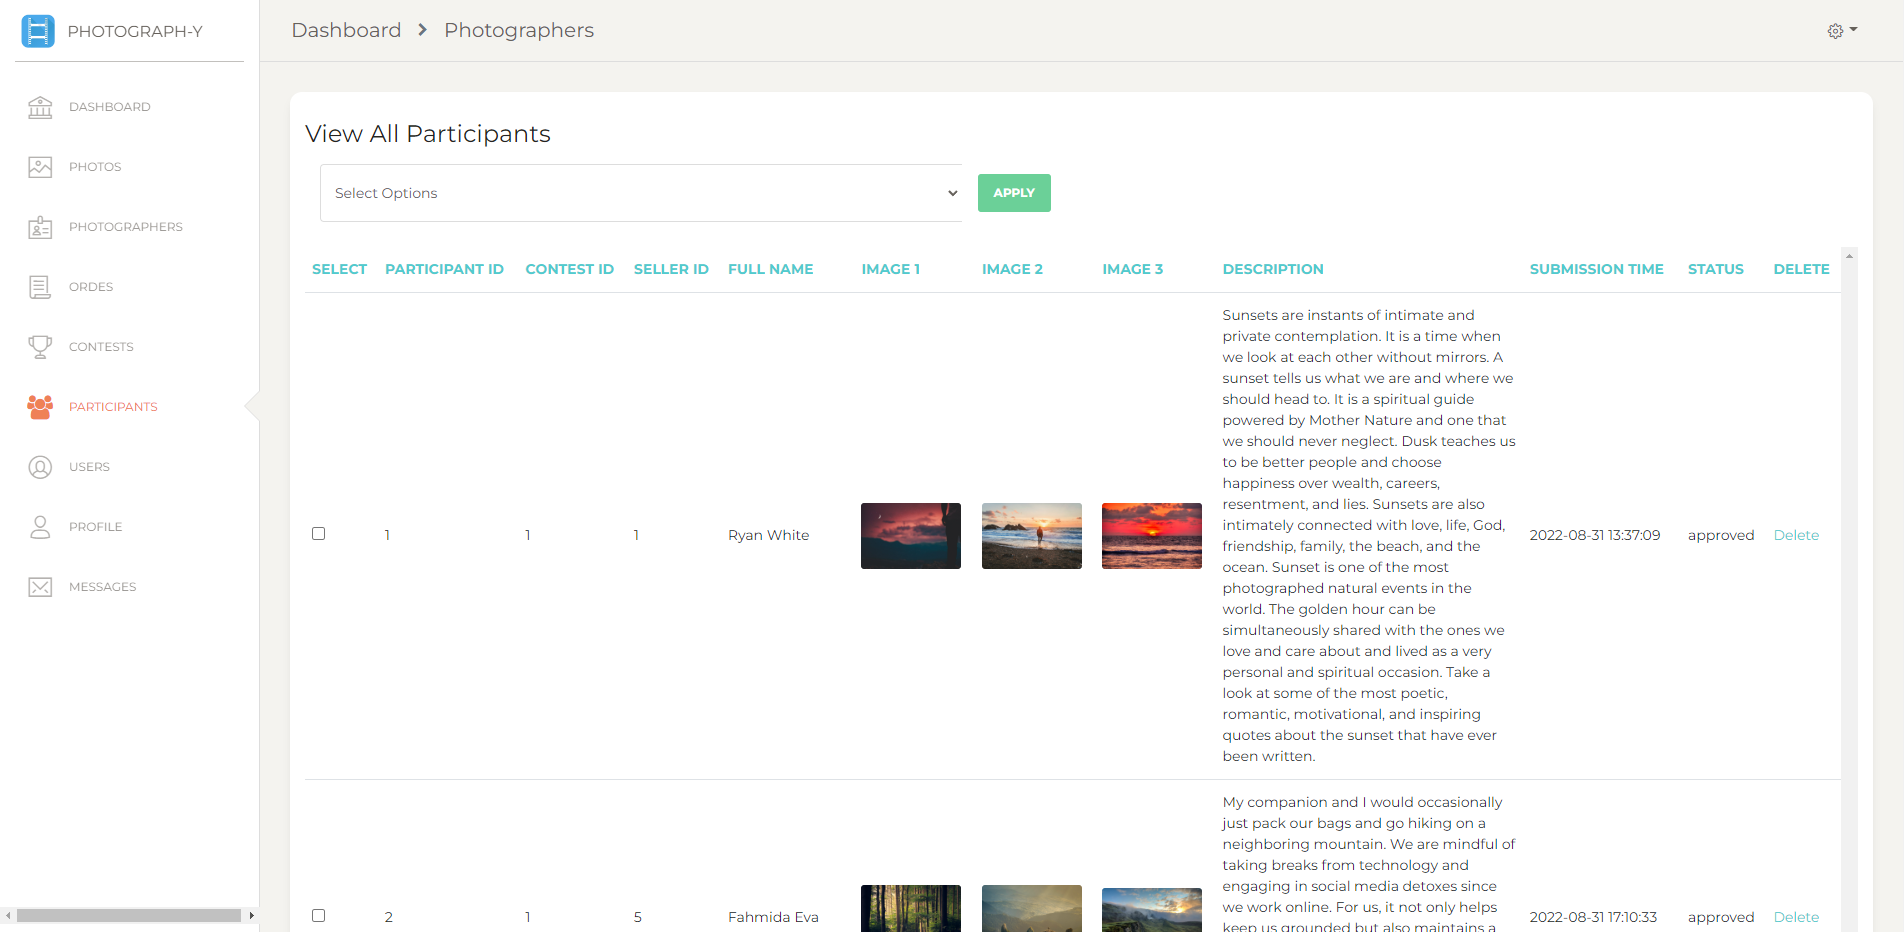 PHOTOGRAPH-Y
Dashboard > Photographers
DASHBOARD
PHOTOS
PHOTOGRAPHERS
ORDES
CONTESTS
PARTICIPANTS
USERS
PROFILE
MESSAGES
View All Participants
Select Options
APPLY
SELECT PARTICIPANT ID CONTEST ID SELLER ID FULL NAME IMAGE 1 IMAGE 2 IMAGE 3 DESCRIPTION SUBMISSION TIME STATUS DELETE
1 1 1 Ryan White
Sunsets are instants of intimate and
private contemplation. It is a time when
we look at each other without mirrors. A
sunset tells us what we are and where we
should head to. It is a spiritual guide
powered by Mother Nature and one that
we should never neglect. Dusk teaches us
to be better people and choose
happiness over wealth, careers,
resentment, and lies. Sunsets are also
intimately connected with love, life, God,
friendship, family, the beach, and the
ocean. Sunset is one of the most
photographed natural events in the
world. The golden hour can be
simultaneously shared with the ones we
love and care about and lived as a very
personal and spiritual occasion. Take a
look at some of the most poetic,
romantic, motivational, and inspiring
quotes about the sunset that have ever
been written.
2022-08-31 13:37:09 approved Delete
2 1 5 Fahmida Eva
My companion and I would occasionally
just pack our bags and go hiking on a
neighboring mountain. We are mindful of
taking breaks from technology and
engaging in social media detoxes since
we work online. For us, it not only helps
keep us grounded but also maintains a
2022-08-31 17:10:33 approved Delete